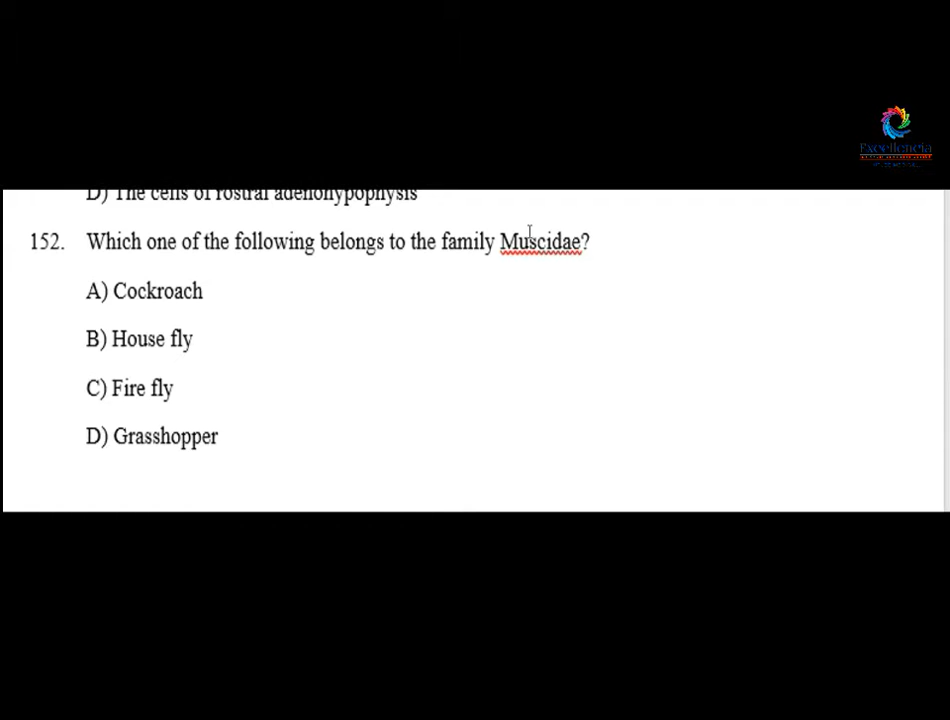 Excellencia
D) The cells of rostral adenohypophysis
152. Which one of the following belongs to the family Muscidae?
A) Cockroach
B) House fly
C) Fire fly
D) Grasshopper